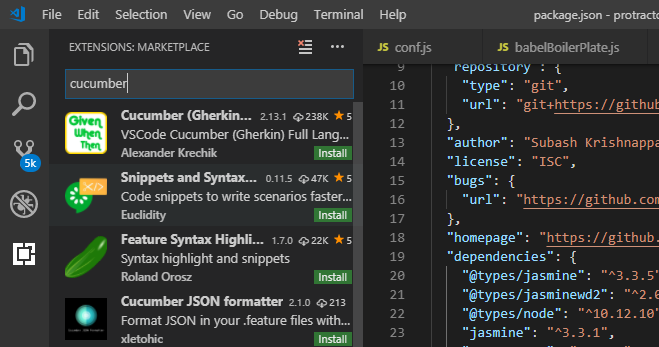 File Edit Selection View Go Debug Terminal Help package.json - protracto
EXTENSIONS: MARKETPLACE
cucumber
Given
When
Then
Cucumber (Gherkin... 2.13.1 238K 5
VSCode Cucumber (Gherkin) Full Lang...
Alexander Krechik Install
Snippets and Syntax... 0.11.5 47K 5
Code snippets to write scenarios faster...
Euclidity Install
Feature Syntax Highli... 1.7.0 22K 5
Syntax highlight and snippets
Roland Orosz Install
Cucumber JSON formatter 2.1.0 213
Format JSON in your .feature files with...
xletohic Install
5k
JS conf.js JS babelBoilerPlate.js
9 "repository": {
10 "type": "git",
11 "url": "git+https://github
12 },
13 "author": "Subash Krishnappa
14 "license": "ISC",
15 "bugs": {
16 "url": "https://github.com
17 },
18 "homepage": "https://github.
19 "dependencies": {
20 "@types/jasmine": "^3.3.5"
21 "@types/jasminewd2": "^2.0
22 "@types/node": "^10.12.10"
23 "jasmine": "^3.3.1",